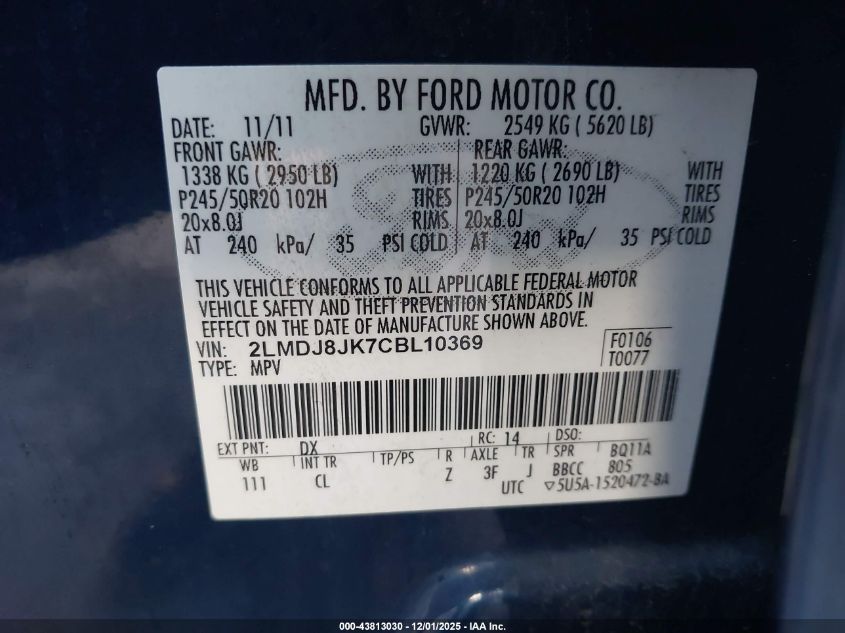 MFD. BY FORD MOTOR CO.
DATE: 11/11 GVWR: 2549 KG ( 5620 LB)
FRONT GAWR: REAR GAWR:
1338 KG ( 2950 LB) WITH 1220 KG ( 2690 LB) WITH
P245/50R20 102H TIRES P245/50R20 102H TIRES
20x8.0J RIMS 20x8.0J RIMS
AT 240 kPa/ 35 PSI COLD AT 240 kPa/ 35 PSI COLD
THIS VEHICLE CONFORMS TO ALL APPLICABLE FEDERAL MOTOR
VEHICLE SAFETY AND THEFT PREVENTION STANDARDS IN
EFFECT ON THE DATE OF MANUFACTURE SHOWN ABOVE.
VIN: 2LMDJ8JK7CBL10369 F0106
TYPE: MPV T0077
EXT PNT: DX RC: 14 DSO:
WB INT TR TP/PS R AXLE TR SPR BQ11A
111 CL Z 3F J BBCC 805
UTC ▽5U5A-1520472-BA
000-43813030 - 12/01/2025 - IAA, Inc.